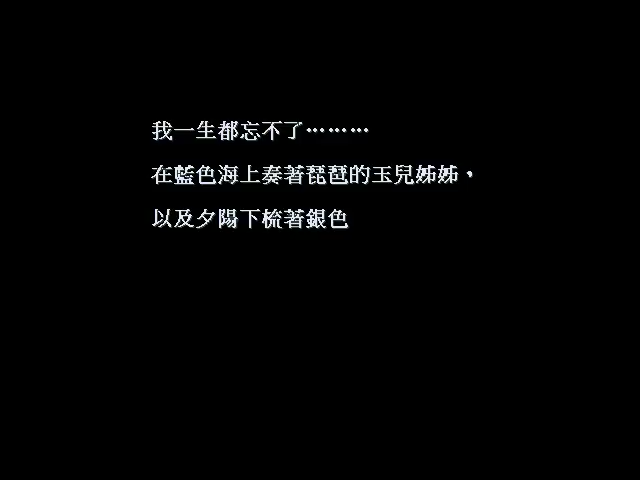 我一生都忘不了………
在藍色海上奏著琵琶的玉兒姊姊，
以及夕陽下梳著銀色